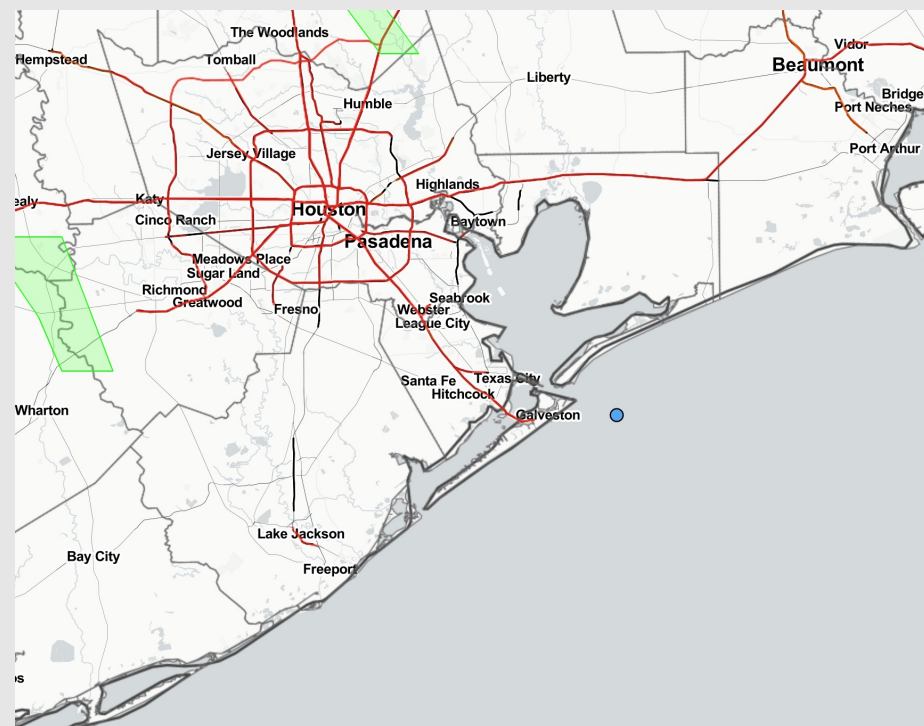 The Woodlands
Vidor
Hempstead
Tomball
Beaumont
Liberty
Bridge
Humble
Port Neches
Port Arthur
Jersey Village
Highlands
ealy
Katy
Houston
Cinco Ranch
Baytown
Pasadena
Meadows Place
Sugar Land
Richmond
Seabrook
Greatwood
Fresno
Webster
League City
Texas City
Santa Fe
Hitchcock
Wharton
Galveston
Lake Jackson
Bay City
Freeport
os